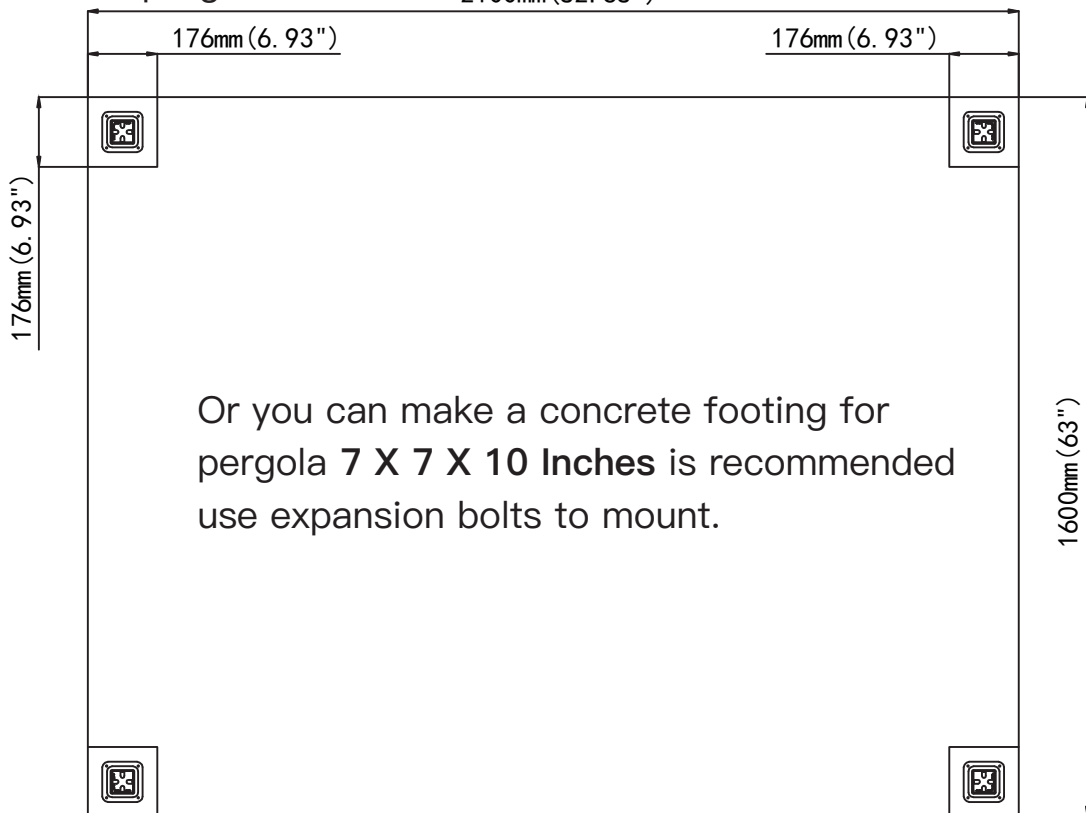 176mm(6.93")
176mm(6.93")
176mm(6.93")
Or you can make a concrete footing for
pergola 7 X 7 X 10 Inches is recommended
use expansion bolts to mount.
1600mm(63")